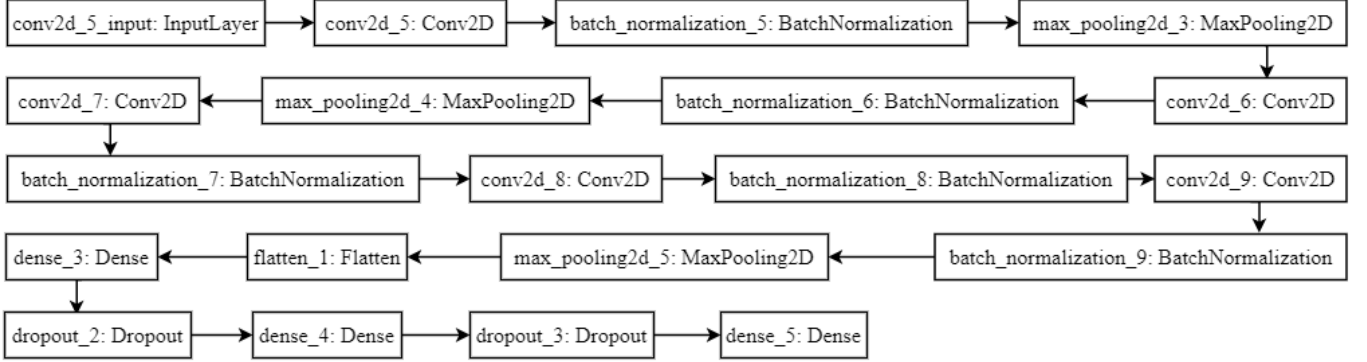 conv2d_5_input: InputLayer
conv2d_5: Conv2D
batch_normalization_5: BatchNormalization
max_pooling2d_3: MaxPooling2D
conv2d_6: Conv2D
batch_normalization_6: BatchNormalization
max_pooling2d_4: MaxPooling2D
conv2d_7: Conv2D
batch_normalization_7: BatchNormalization
conv2d_8: Conv2D
batch_normalization_8: BatchNormalization
conv2d_9: Conv2D
batch_normalization_9: BatchNormalization
max_pooling2d_5: MaxPooling2D
flatten_1: Flatten
dense_3: Dense
dropout_2: Dropout
dense_4: Dense
dropout_3: Dropout
dense_5: Dense